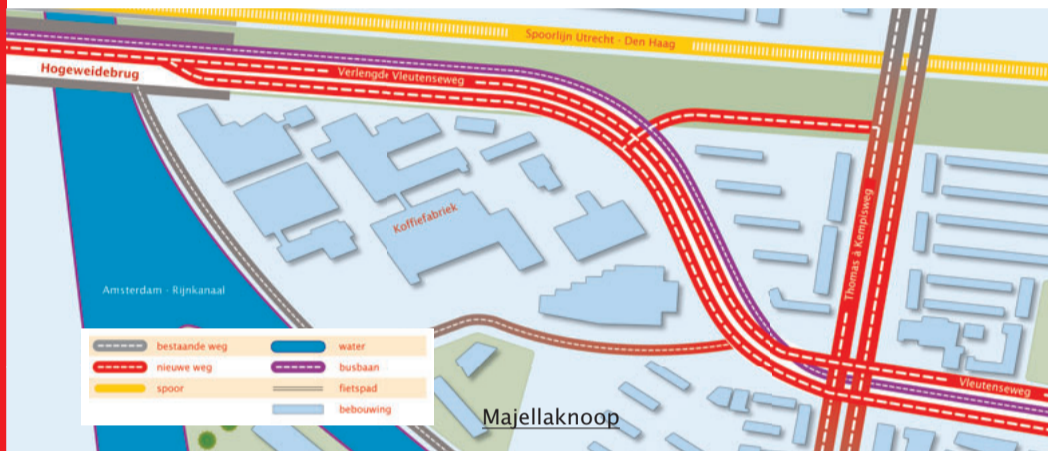 Spoorlijn Utrecht - Den Haag
Hogeweidebrug
Verlengde Vleutenseweg
Koffiefabriek
Thomas à Kempisweg
Amsterdam - Rijnkanaal
bestaande weg
water
nieuwe weg
busbaan
spoor
fietspad
bebouwing
Vleutenseweg
Majellaknoop